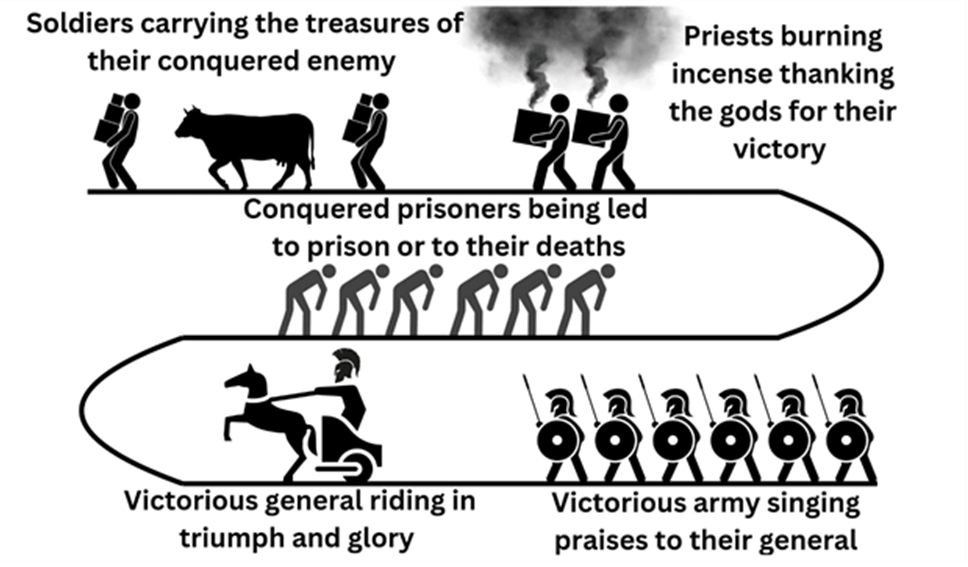 Soldiers carrying the treasures of
their conquered enemy
Priests burning
incense thanking
the gods for their
victory
Conquered prisoners being led
to prison or to their deaths
Victorious general riding in
triumph and glory
Victorious army singing
praises to their general